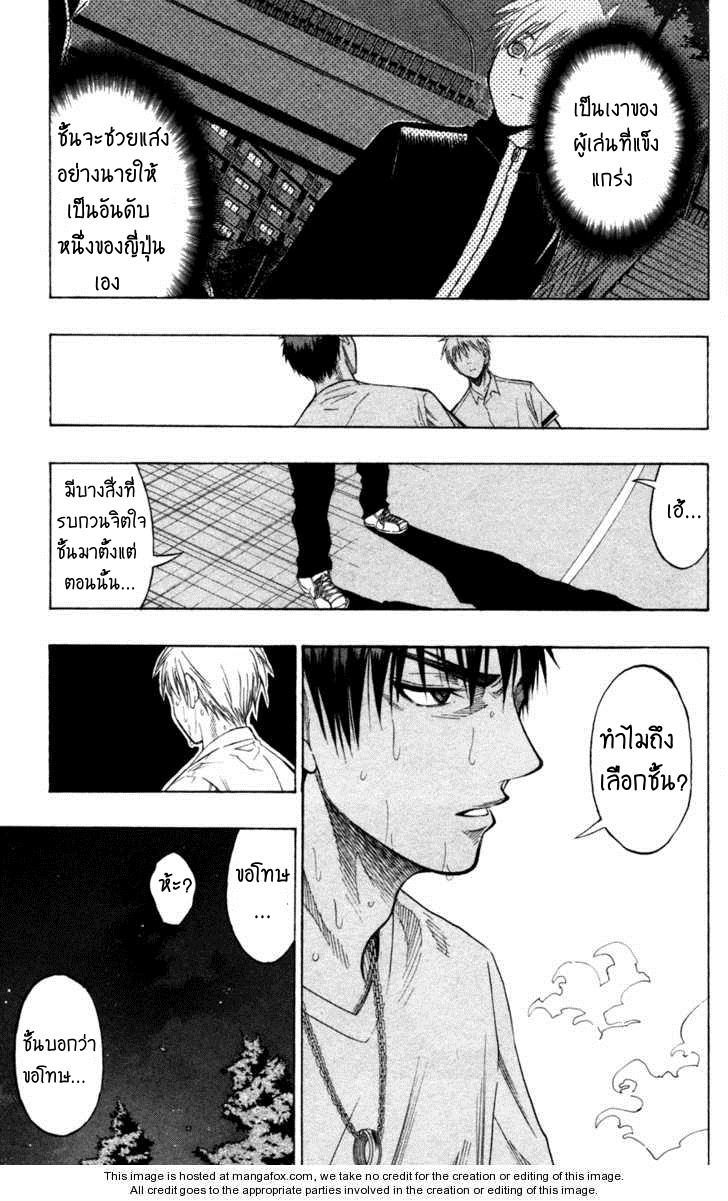 เป็นเงาของ
ผู้เล่นที่แข็ง
แกร่ง
ชั้นจะช่วยแสง
อย่างนายให้
เป็นอันดับ
หนึ่งของญี่ปุ่น
เอง
เฮ้...
มีบางสิ่งที่
รบกวนจิตใจ
ชั้นมาตั้งแต่
ตอนนั้น...
ทำไมถึง
เลือกชั้น?
ขอโทษ
...
ห้ะ?
ชั้นบอกว่า
ขอโทษ...
This image is hosted at mangafox.com, we take no credit for the creation or editing of this image.
All credit goes to the appropriate parties involved in the creation or editing of this image.